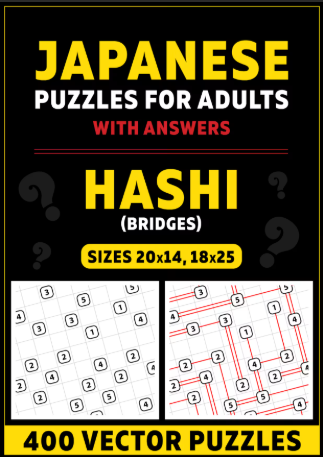 JAPANESE
PUZZLES FOR ADULTS
WITH ANSWERS
HASHI
(BRIDGES)
SIZES 20x14, 18x25
400 VECTOR PUZZLES